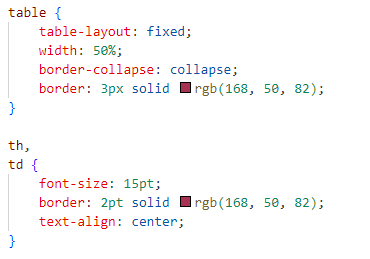 table {
    table-layout: fixed;
    width: 50%;
    border-collapse: collapse;
    border: 3px solid rgb(168, 50, 82);
}

th,
td {
    font-size: 15pt;
    border: 2pt solid rgb(168, 50, 82);
    text-align: center;
}